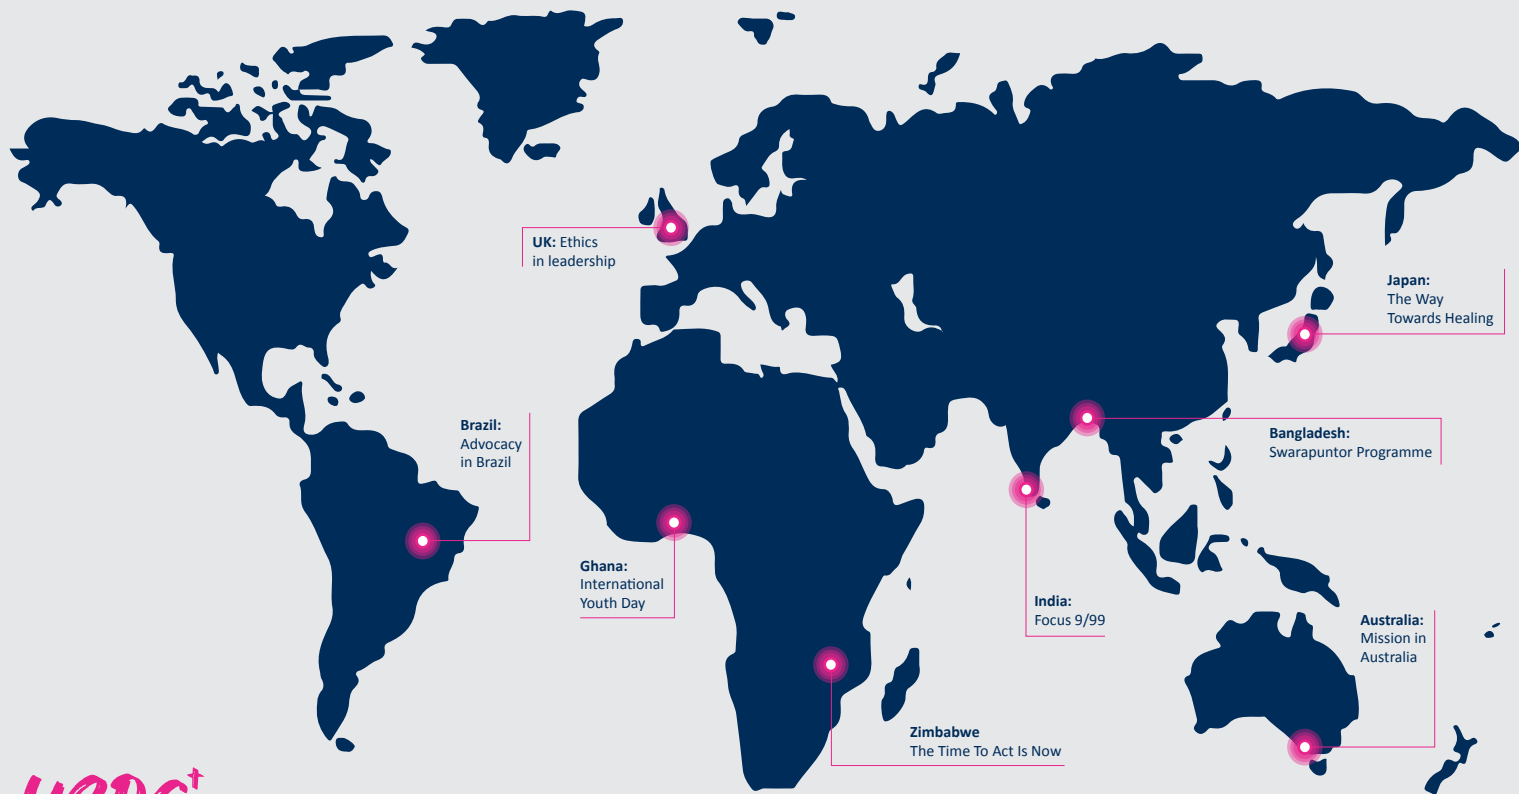 UK: Ethics
in leadership
Japan:
The Way
Towards Healing
Brazil:
Advocacy
in Brazil
Bangladesh:
Swarapuntor Programme
Ghana:
International
Youth Day
India:
Focus 9/99
Australia:
Mission in
Australia
Zimbabwe
The Time To Act Is Now